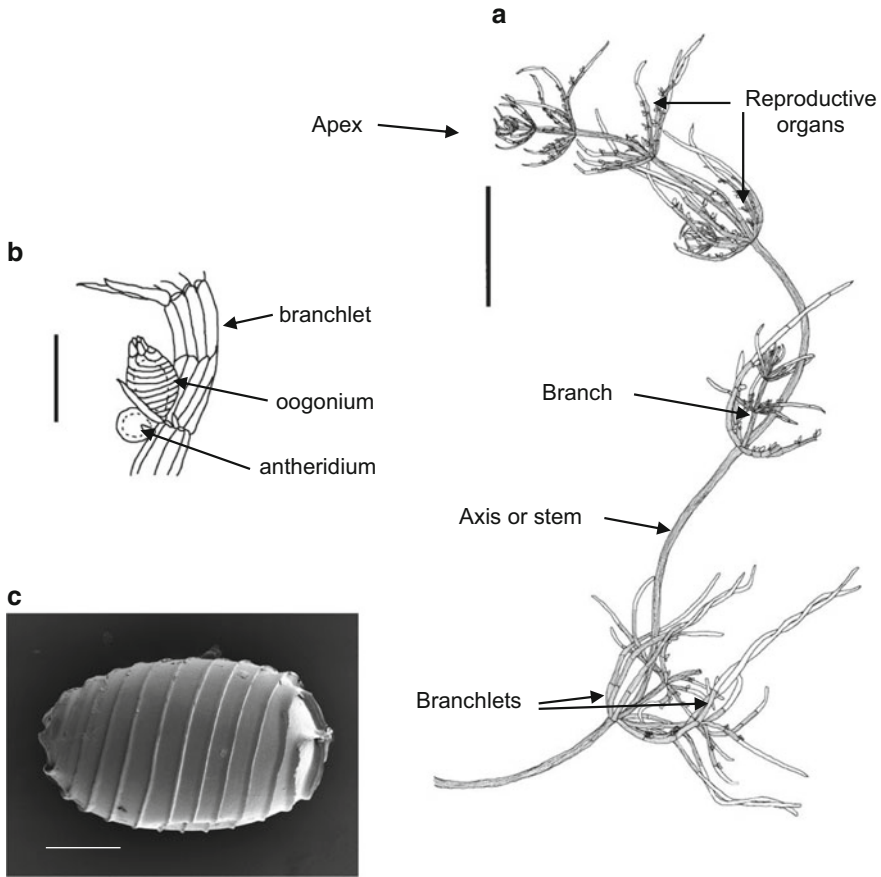 a
Apex
Reproductive
organs
b
branchlet
oogonium
antheridium
Branch
Axis or stem
c
Branchlets